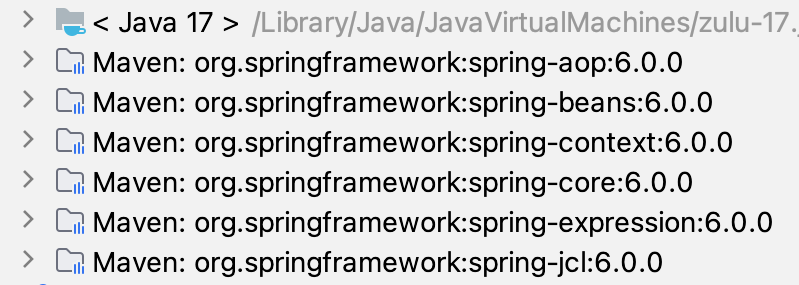 < Java 17 > /Library/Java/JavaVirtualMachines/zulu-17.
Maven: org.springframework:spring-aop:6.0.0
Maven: org.springframework:spring-beans:6.0.0
Maven: org.springframework:spring-context:6.0.0
Maven: org.springframework:spring-core:6.0.0
Maven: org.springframework:spring-expression:6.0.0
Maven: org.springframework:spring-jcl:6.0.0